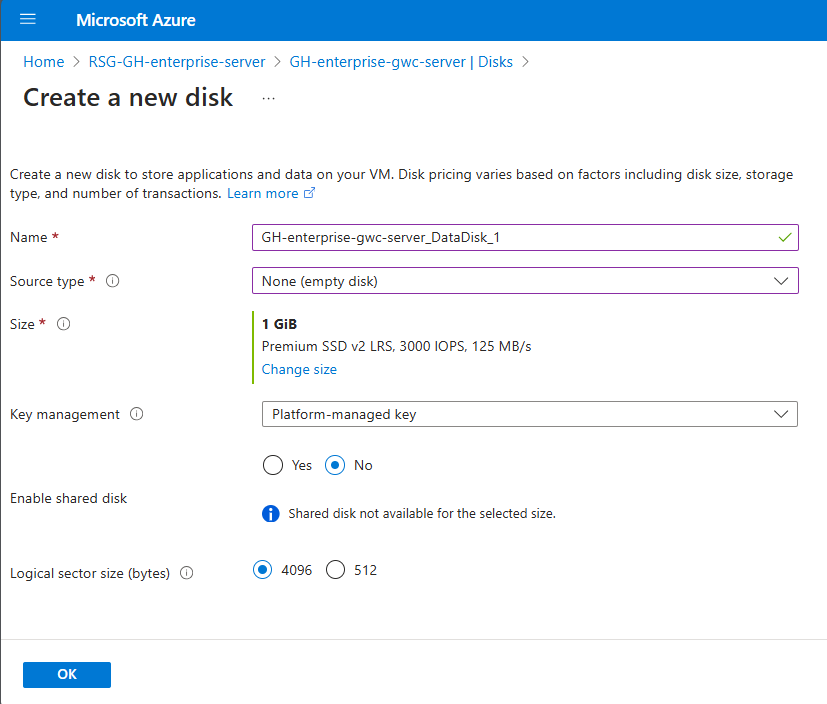 Microsoft Azure
Home > RSG-GH-enterprise-server > GH-enterprise-gwc-server | Disks >
Create a new disk ...
Create a new disk to store applications and data on your VM. Disk pricing varies based on factors including disk size, storage
type, and number of transactions. Learn more
Name * GH-enterprise-gwc-server_DataDisk_1
Source type * None (empty disk)
Size * 1 GiB
Premium SSD v2 LRS, 3000 IOPS, 125 MB/s
Change size
Key management Platform-managed key
Yes No
Enable shared disk
Shared disk not available for the selected size.
Logical sector size (bytes) 4096 512
OK